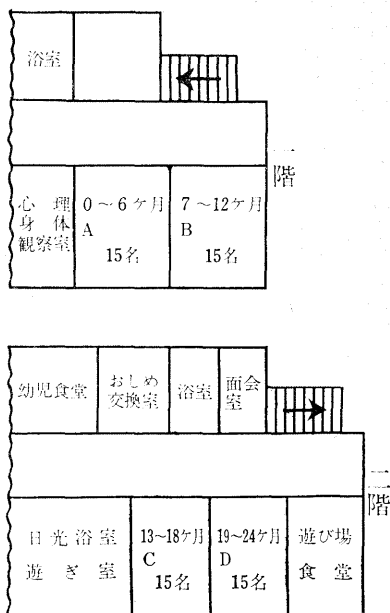 浴室
一階
心理
身体
観察室
0～6ケ月
A
15名
7～12ケ月
B
15名
幼児食堂
おしめ
交換室
浴室
面会
室
二階
日光浴室
遊ぎ室
13～18ケ月
C
15名
19～24ケ月
D
15名
遊び場
食堂